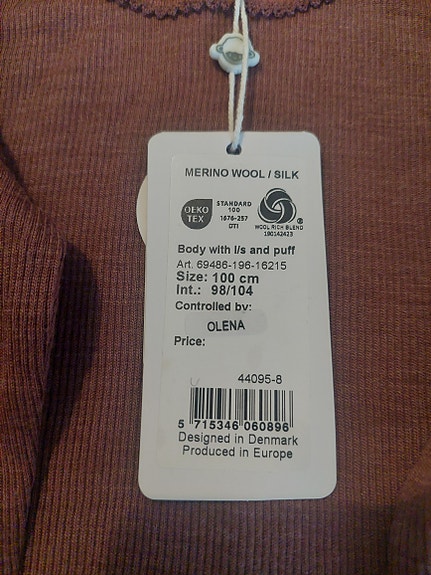 MERINO WOOL / SILK
OEKO
TEX
STANDARD
100
1676-257
DTI
WOOL RICH BLEND
100142423
Body with l/s and puff
Art. 69486-196-16215
Size: 100 cm
Int.: 98/104
Controlled by:
OLENA
Price:
44095-8
5 715346 060896
Designed in Denmark
Produced in Europe